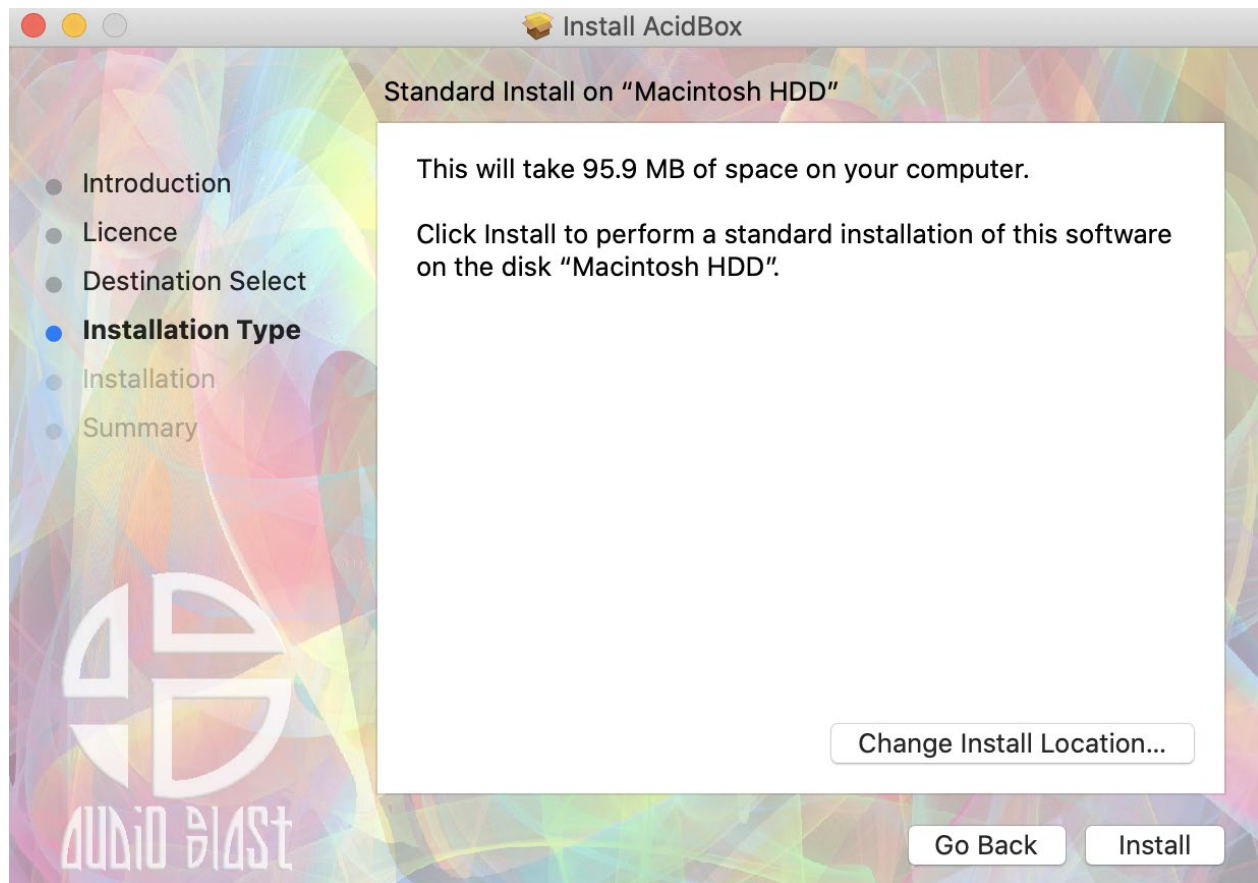 Install AcidBox
Standard Install on “Macintosh HDD”
Introduction
Licence
Destination Select
Installation Type
Installation
Summary
This will take 95.9 MB of space on your computer.
Click Install to perform a standard installation of this software
on the disk “Macintosh HDD”.
Change Install Location...
AUDiO BlAST
Go Back
Install